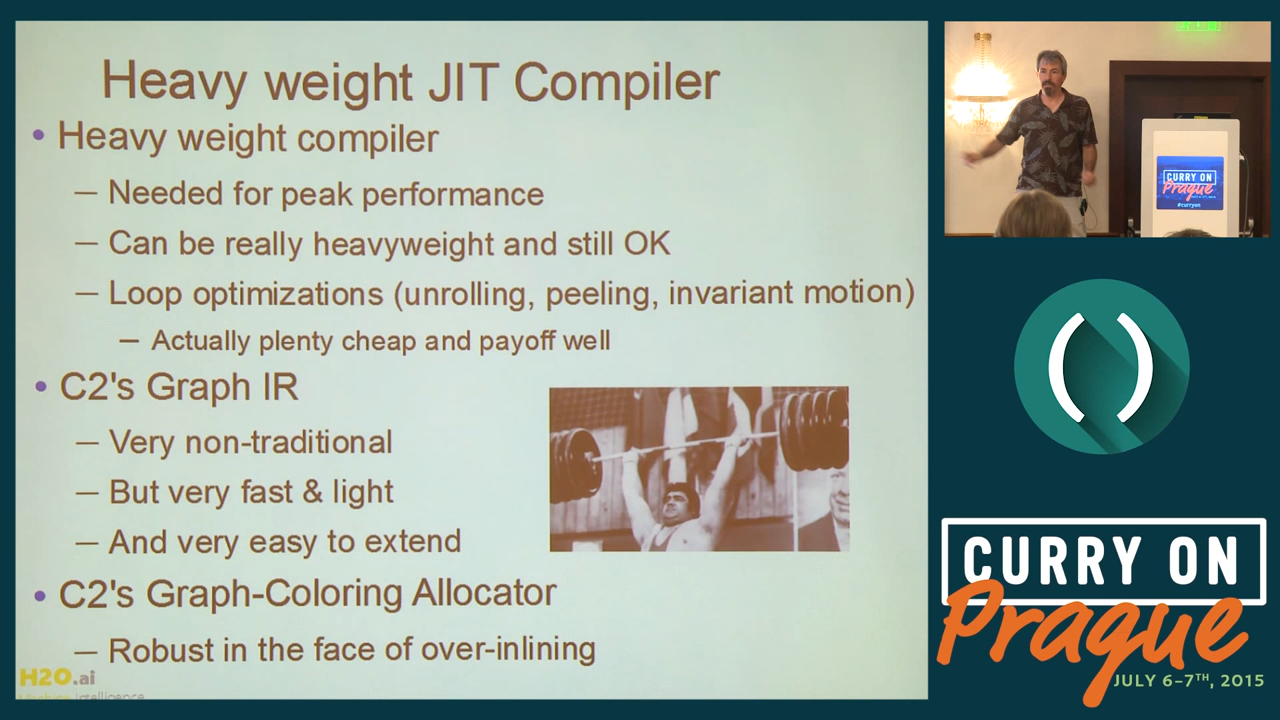 Heavy weight JIT Compiler
• Heavy weight compiler
— Needed for peak performance
— Can be really heavyweight and still OK
— Loop optimizations (unrolling, peeling, invariant motion)
— Actually plenty cheap and payoff well
• C2's Graph IR
— Very non-traditional
— But very fast & light
— And very easy to extend
• C2's Graph-Coloring Allocator
— Robust in the face of over-inlining
H2O.ai
Machine Intelligence
CURRY ON
Prague
#curryon
( )
CURRY ON
Prague
JULY 6-7TH, 2015